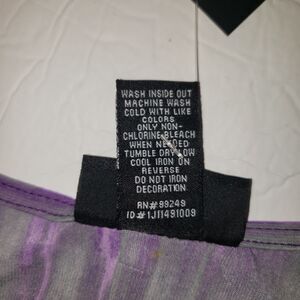 WASH INSIDE OUT
MACHINE WASH
COLD WITH LIKE
COLORS
ONLY NON-
CHLORINE BLEACH
WHEN NEEDED
TUMBLE DRY LOW
COOL IRON ON
REVERSE
DO NOT IRON
DECORATION
RN# 99249
ID# 1J11491009